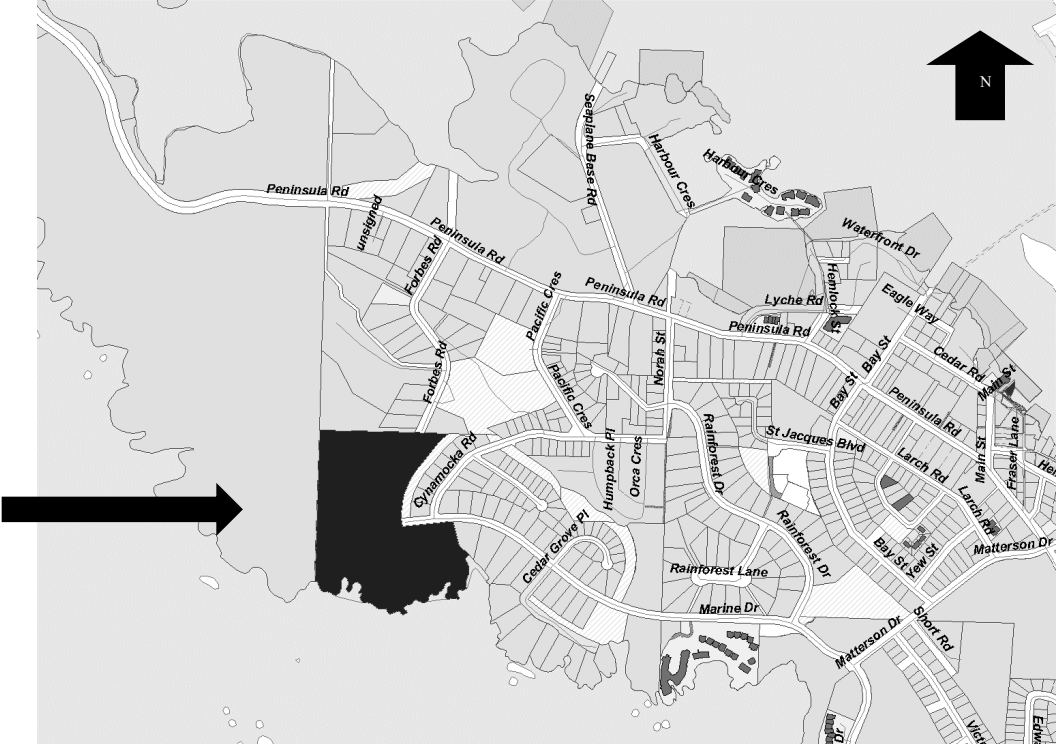 N
Seaplane Base Rd
Harbour Cres
Harbour Cres
Peninsula Rd
unsigned
Peninsula Rd
Waterfront Dr
Forbes Rd
Pacific Cres
Peninsula Rd
Hemlock St
Lyche Rd
Eagle Way
Peninsula Rd
Norah St
Bay St
Cedar Rd
Main St
Forbes Rd
Pacific Cres
Bay St
Peninsula Rd
Rainforest Dr
St Jacques Blvd
Cynamocka Rd
Humpback Pl
Orca Cres
Main St
Fraser Lane
Larch Rd
Larch Rd
Cedar Grove Pl
Rainforest Dr
Bay St
Yew St
Matterson Dr
Rainforest Lane
Marine Dr
Matterson Dr
Short Rd
Dr